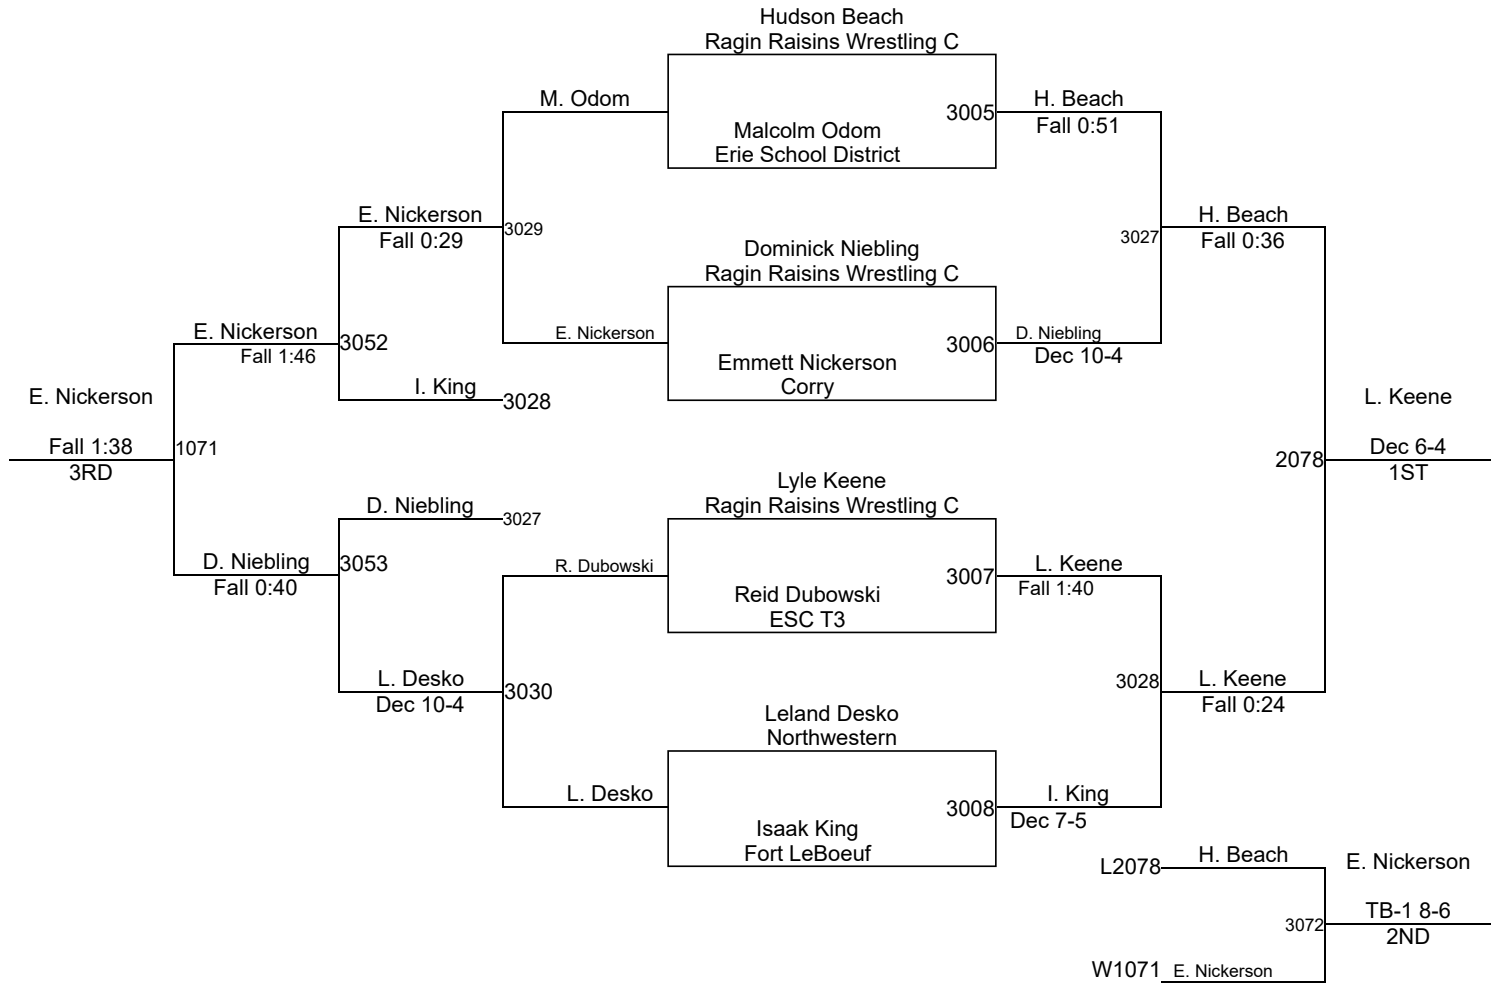 Hudson Beach
Ragin Raisins Wrestling C
M. Odom
3005
H. Beach
Fall 0:51
Malcolm Odom
Erie School District
E. Nickerson
Fall 0:29
3029
3027
H. Beach
Fall 0:36
Dominick Niebling
Ragin Raisins Wrestling C
E. Nickerson
Fall 1:46
3052
E. Nickerson
3006
D. Niebling
Dec 10-4
Emmett Nickerson
Corry
I. King
3028
E. Nickerson
Fall 1:38
3RD
1071
L. Keene
2078
Dec 6-4
1ST
Lyle Keene
Ragin Raisins Wrestling C
D. Niebling
3027
D. Niebling
Fall 0:40
3053
R. Dubowski
3007
L. Keene
Fall 1:40
Reid Dubowski
ESC T3
L. Desko
Dec 10-4
3030
3028
L. Keene
Fall 0:24
Leland Desko
Northwestern
L. Desko
3008
I. King
Dec 7-5
Isaak King
Fort LeBoeuf
L2078
H. Beach
E. Nickerson
3072
TB-1 8-6
2ND
W1071
E. Nickerson